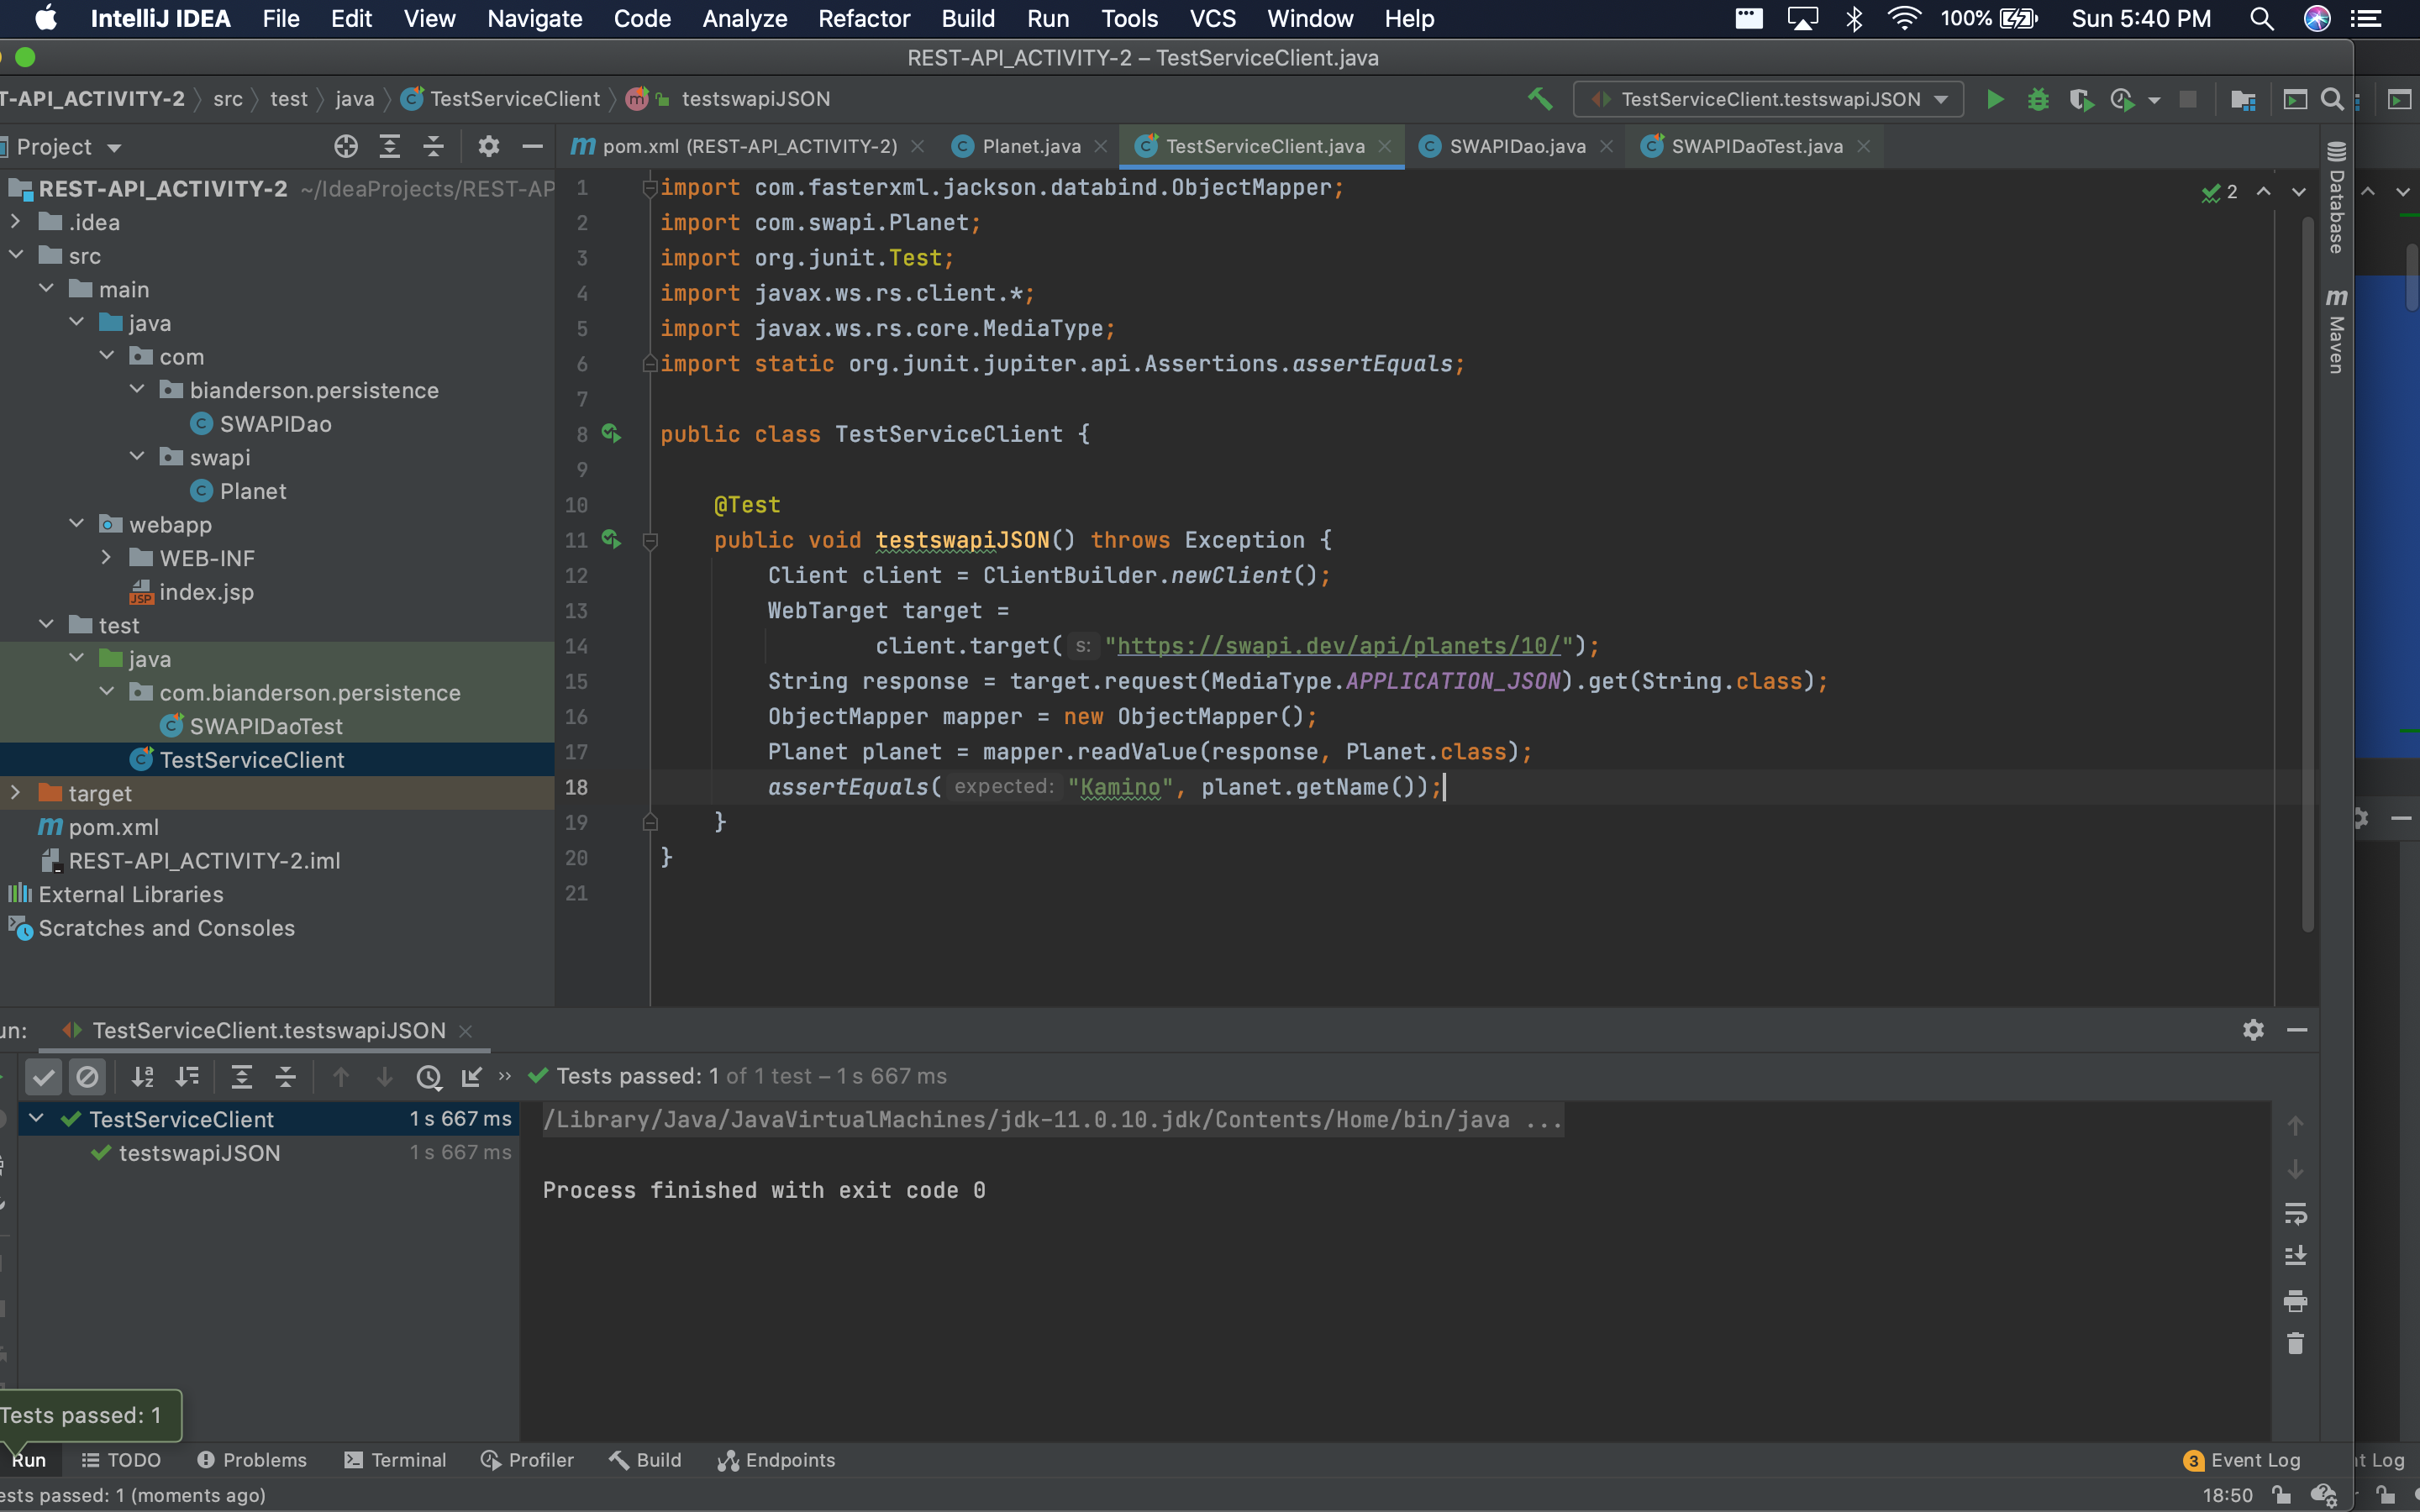 IntelliJ IDEA File Edit View Navigate Code Analyze Refactor Build Run Tools VCS Window Help 100% Sun 5:40 PM
REST-API_ACTIVITY-2 – TestServiceClient.java
T-API_ACTIVITY-2 src test java TestServiceClient testswapiJSON TestServiceClient.testswapiJSON
Project
pom.xml (REST-API_ACTIVITY-2) Planet.java TestServiceClient.java SWAPIDao.java SWAPIDaoTest.java
REST-API_ACTIVITY-2 ~/IdeaProjects/REST-AP
.idea
src
main
java
com
bianderson.persistence
SWAPIDao
swapi
Planet
webapp
WEB-INF
index.jsp
test
java
com.bianderson.persistence
SWAPIDaoTest
TestServiceClient
target
pom.xml
REST-API_ACTIVITY-2.iml
External Libraries
Scratches and Consoles
1 import com.fasterxml.jackson.databind.ObjectMapper;
2 import com.swapi.Planet;
3 import org.junit.Test;
4 import javax.ws.rs.client.*;
5 import javax.ws.rs.core.MediaType;
6 import static org.junit.jupiter.api.Assertions.assertEquals;
7
8 public class TestServiceClient {
9
10 @Test
11 public void testswapiJSON() throws Exception {
12 Client client = ClientBuilder.newClient();
13 WebTarget target =
14 client.target( s: "https://swapi.dev/api/planets/10/");
15 String response = target.request(MediaType.APPLICATION_JSON).get(String.class);
16 ObjectMapper mapper = new ObjectMapper();
17 Planet planet = mapper.readValue(response, Planet.class);
18 assertEquals( expected: "Kamino", planet.getName());
19 }
20 }
21
2
Database
Maven
un: TestServiceClient.testswapiJSON
Tests passed: 1 of 1 test – 1 s 667 ms
TestServiceClient 1 s 667 ms
testswapiJSON 1 s 667 ms
/Library/Java/JavaVirtualMachines/jdk-11.0.10.jdk/Contents/Home/bin/java ...
Process finished with exit code 0
Tests passed: 1
Run TODO Problems Terminal Profiler Build Endpoints 3 Event Log nt Log
ests passed: 1 (moments ago) 18:50